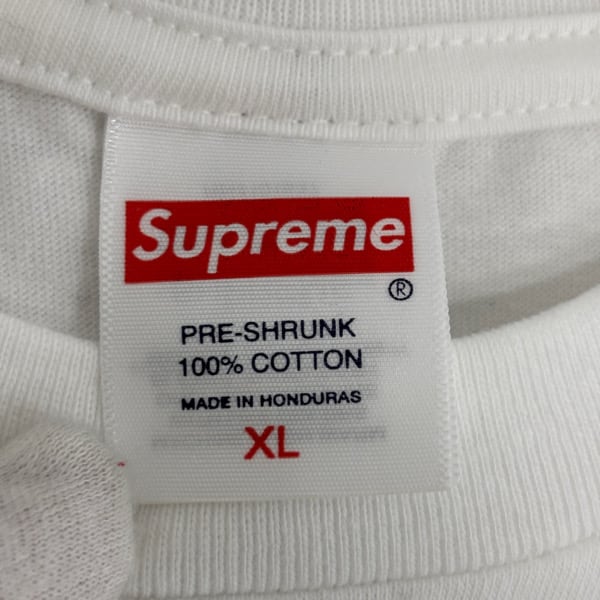 Supreme
®
PRE-SHRUNK
100% COTTON
MADE IN HONDURAS
XL